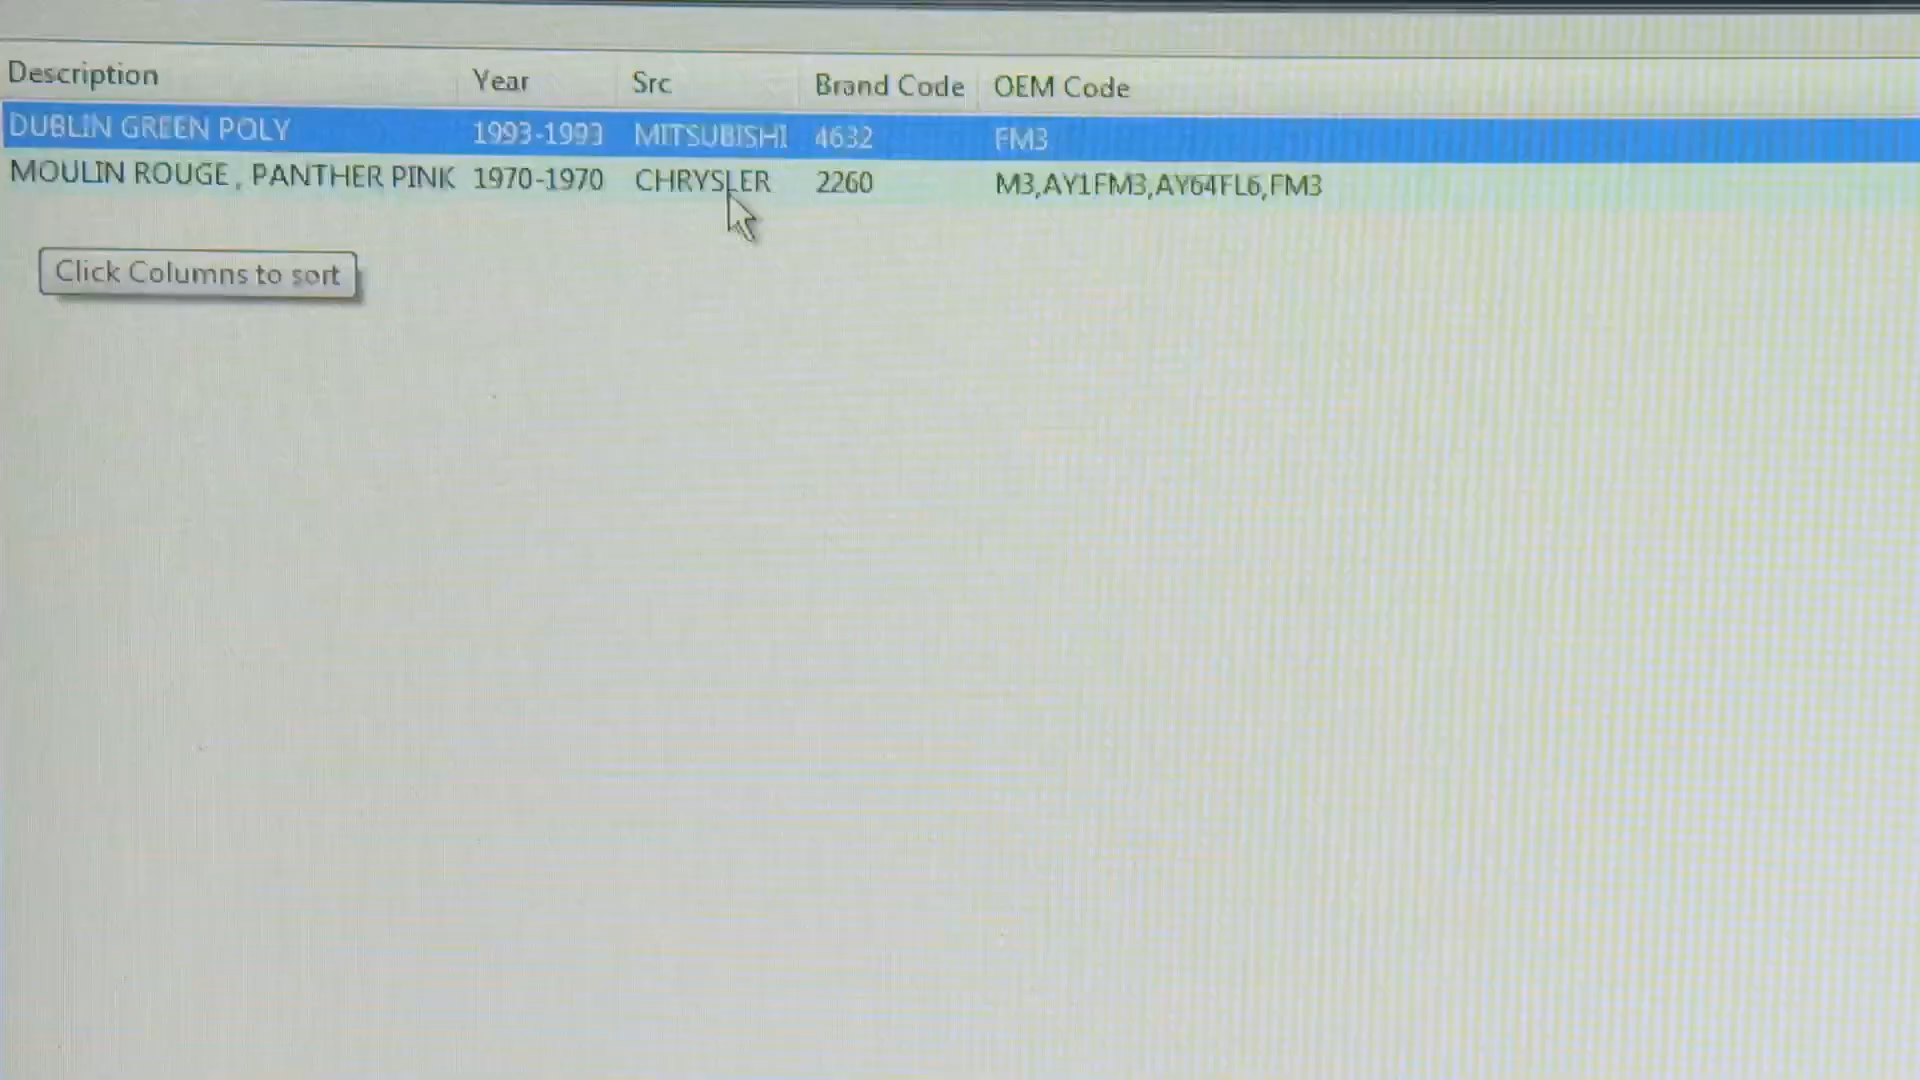 Description Year Src Brand Code OEM Code
DUBLIN GREEN POLY 1993-1993 MITSUBISHI 4632 FM3
MOULIN ROUGE , PANTHER PINK 1970-1970 CHRYSLER 2260 M3,AY1FM3,AY64FL6,FM3
Click Columns to sort